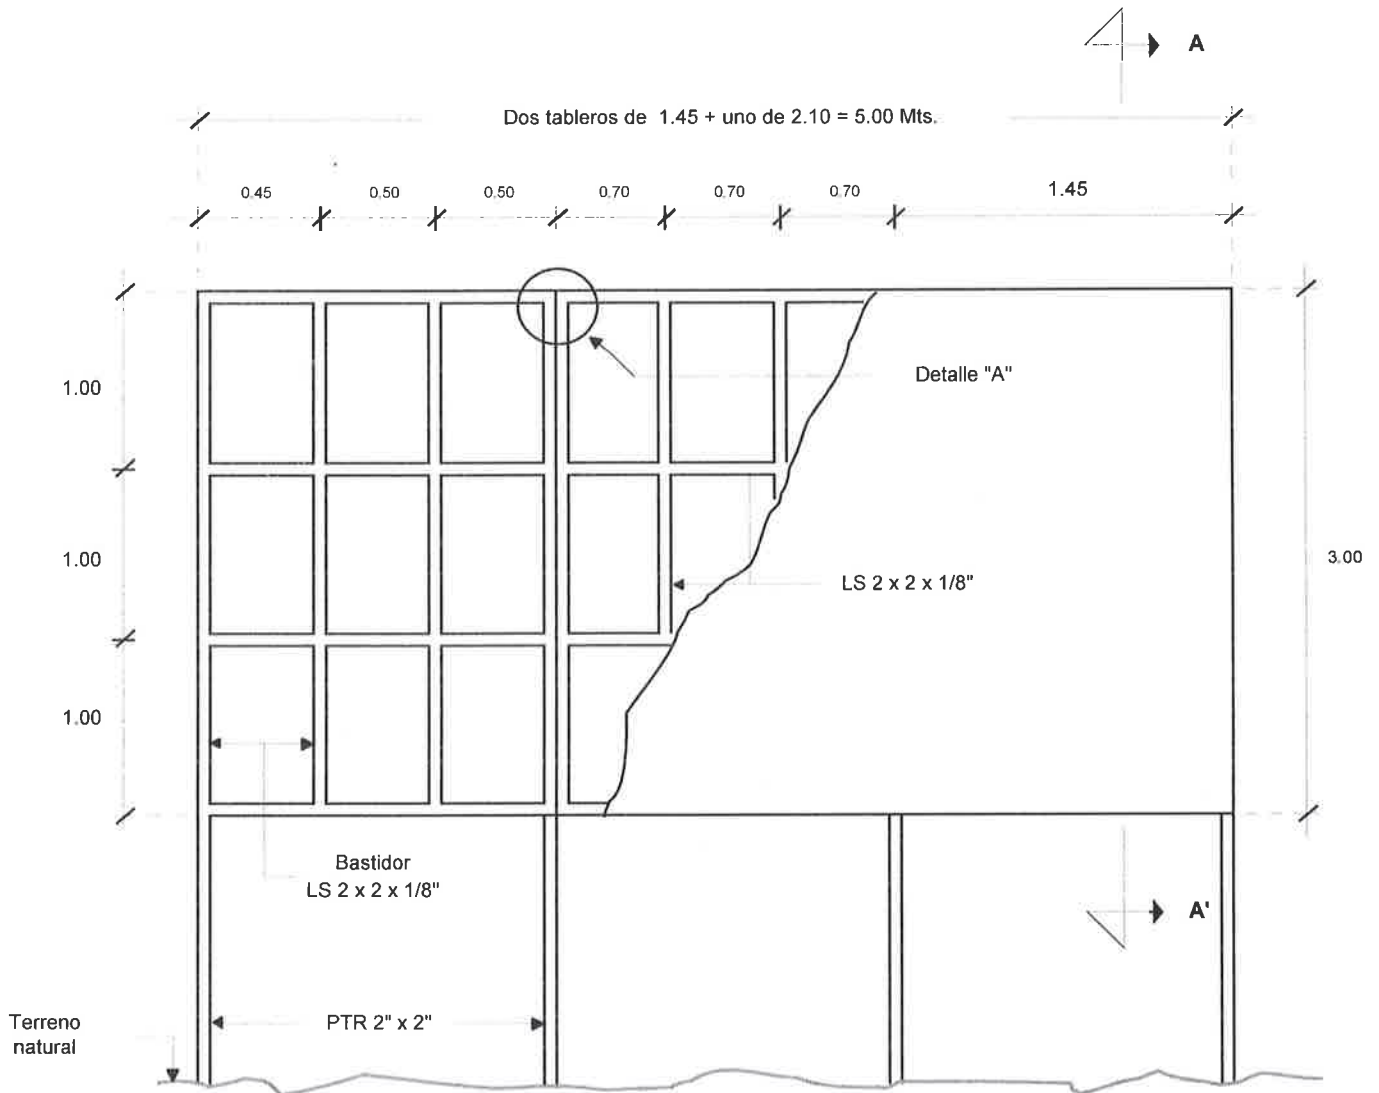 A
Dos tableros de 1.45 + uno de 2.10 = 5.00 Mts.
0.45 0.50 0.50 0.70 0.70 0.70 1.45
1.00
Detalle "A"
1.00
3.00
LS 2 x 2 x 1/8"
1.00
Bastidor
LS 2 x 2 x 1/8"
A'
Terreno
natural
PTR 2" x 2"